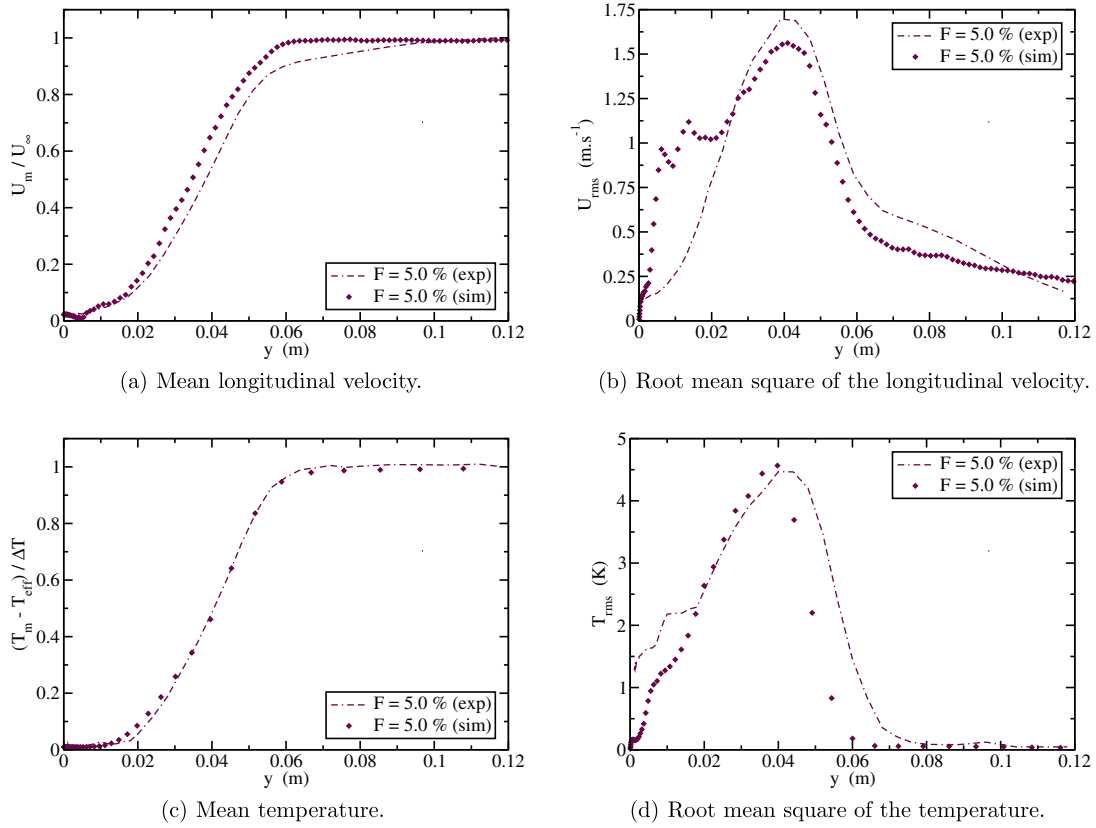 1
0.8
0.6
0.4
0.2
0
U_m / U_∞
F = 5.0 % (exp)
F = 5.0 % (sim)
0 0.02 0.04 0.06 0.08 0.1 0.12
y (m)
(a) Mean longitudinal velocity.
1.75
1.5
1.25
1
0.75
0.5
0.25
0
U_rms (m.s^-1)
F = 5.0 % (exp)
F = 5.0 % (sim)
0 0.02 0.04 0.06 0.08 0.1 0.12
y (m)
(b) Root mean square of the longitudinal velocity.
1
0.8
0.6
0.4
0.2
0
(T_m - T_eff) / ΔT
F = 5.0 % (exp)
F = 5.0 % (sim)
0 0.02 0.04 0.06 0.08 0.1 0.12
y (m)
(c) Mean temperature.
5
4
3
2
1
0
T_rms (K)
F = 5.0 % (exp)
F = 5.0 % (sim)
0 0.02 0.04 0.06 0.08 0.1 0.12
y (m)
(d) Root mean square of the temperature.